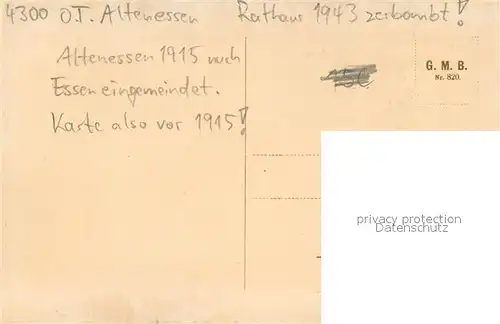 4300 O.T. Altenessen Rathaus 1943 zerbombt!
Altenessen 1915 nach
Essen eingemeindet.
Karte also vor 1915!
G. M. B.
Nr. 820.
privacy protection
Datenschutz